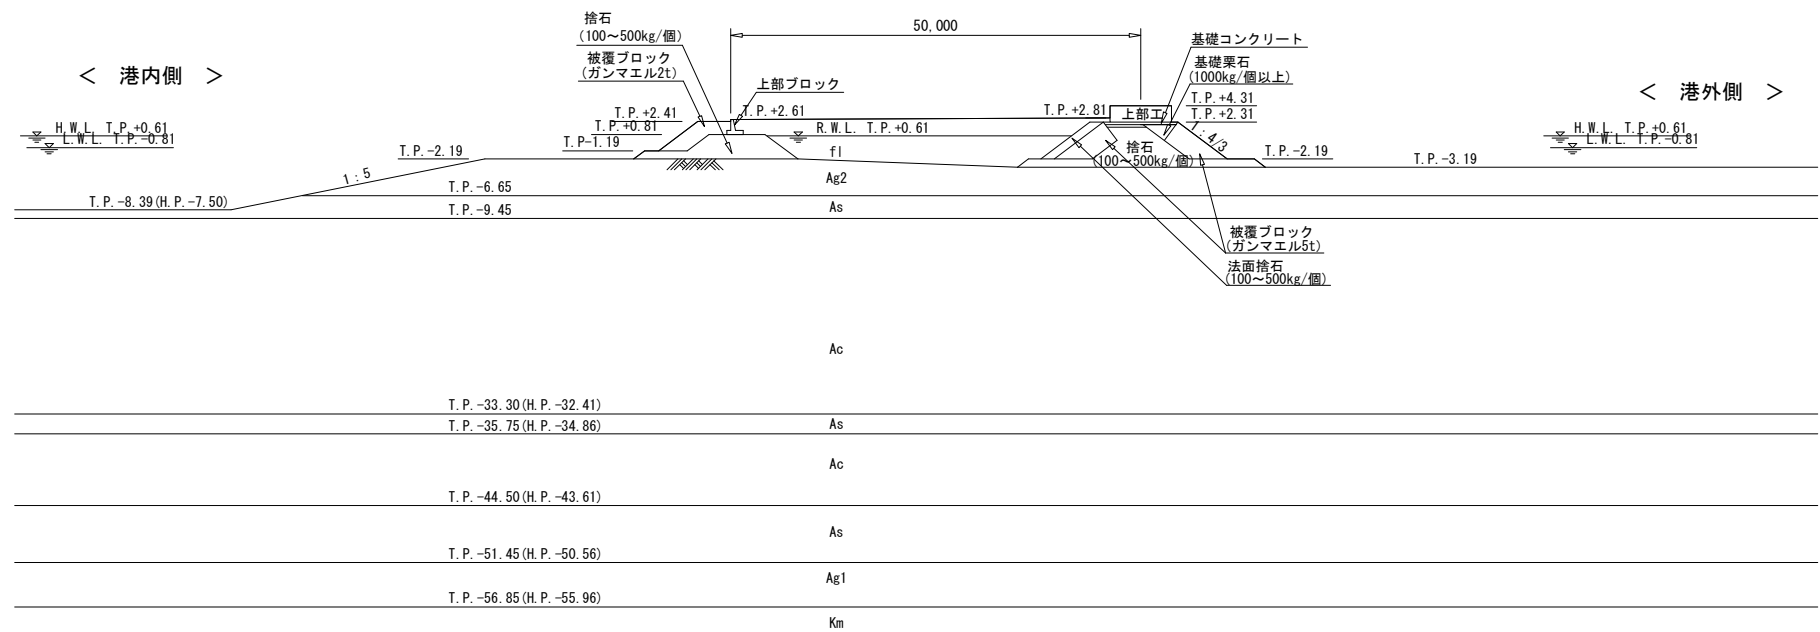 捨石
(100～500kg/個)
50,000
基礎コンクリート
被覆ブロック
(ガンマエル2t)
基礎栗石
(1000kg/個以上)
＜ 港内側 ＞
上部ブロック
＜ 港外側 ＞
T.P.+2.41
T.P.+2.61
T.P.+2.81
上部工
T.P.+4.31
T.P.+2.31
H.W.L. T.P.+0.61
L.W.L. T.P.-0.81
T.P.+0.81
R.W.L. T.P.+0.61
1:4/3
H.W.L. T.P.+0.61
L.W.L. T.P.-0.81
T.P-1.19
T.P.-2.19
fl
捨石
(100～500kg/個)
T.P.-2.19
T.P.-3.19
1:5
Ag2
T.P.-6.65
T.P.-8.39(H.P.-7.50)
As
T.P.-9.45
被覆ブロック
(ガンマエル5t)
法面捨石
(100～500kg/個)
Ac
T.P.-33.30(H.P.-32.41)
T.P.-35.75(H.P.-34.86)
As
Ac
T.P.-44.50(H.P.-43.61)
As
T.P.-51.45(H.P.-50.56)
Ag1
T.P.-56.85(H.P.-55.96)
Km